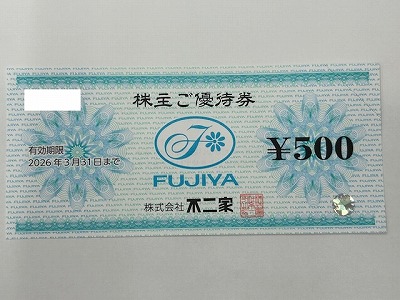 株主ご優待券
有効期限
2026年3月31日まで
F
¥500
FUJIYA
株式会社 不二家